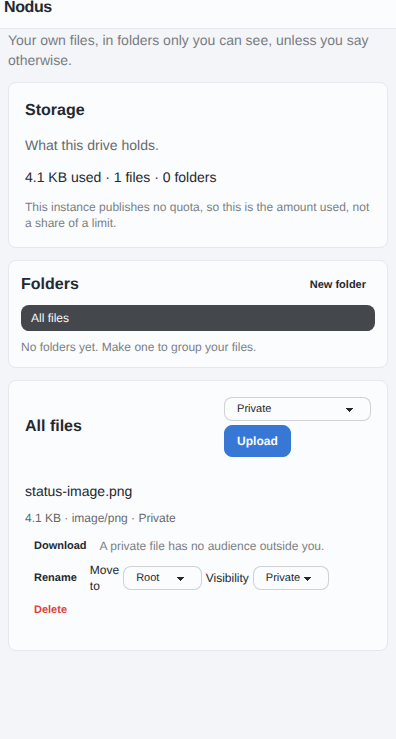 Nodus
Your own files, in folders only you can see, unless you say
otherwise.
Storage
What this drive holds.
4.1 KB used · 1 files · 0 folders
This instance publishes no quota, so this is the amount used, not
a share of a limit.
Folders
New folder
All files
No folders yet. Make one to group your files.
All files
Private
Upload
status-image.png
4.1 KB · image/png · Private
Download A private file has no audience outside you.
Rename Move to Root Visibility Private
Delete